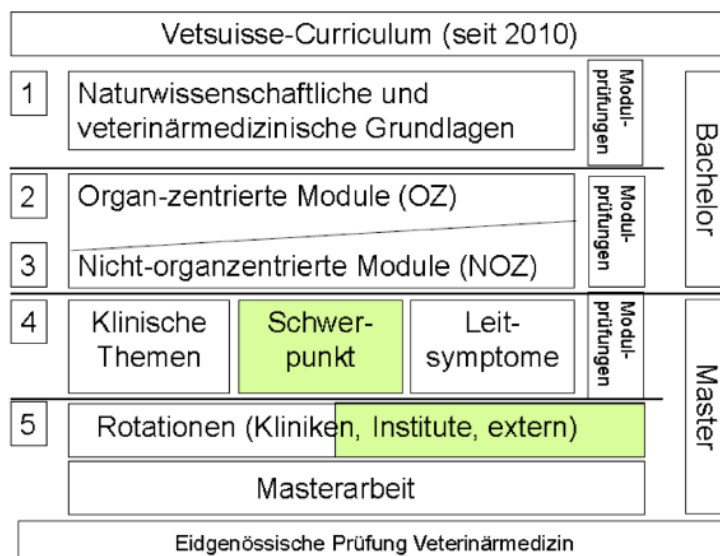 Vetsuisse-Curriculum (seit 2010)
1
Naturwissenschaftliche und
veterinärmedizinische Grundlagen
Modul-
prüfungen
Bachelor
2
Organ-zentrierte Module (OZ)
Modul-
prüfungen
3
Nicht-organzentrierte Module (NOZ)
4
Klinische
Themen
Schwer-
punkt
Leit-
symptome
Modul-
prüfungen
Master
5
Rotationen (Kliniken, Institute, extern)
Masterarbeit
Eidgenössische Prüfung Veterinärmedizin